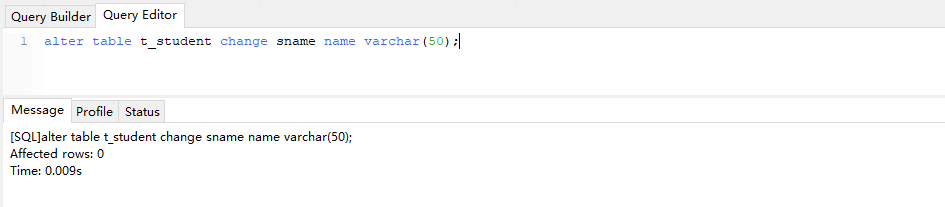 Query Builder Query Editor
1 alter table t_student change sname name varchar(50);
Message Profile Status
[SQL]alter table t_student change sname name varchar(50);
Affected rows: 0
Time: 0.009s